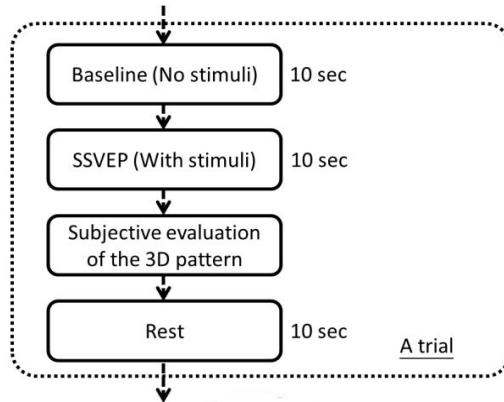 Baseline (No stimuli) 10 sec
SSVEP (With stimuli) 10 sec
Subjective evaluation
of the 3D pattern
Rest 10 sec
A trial